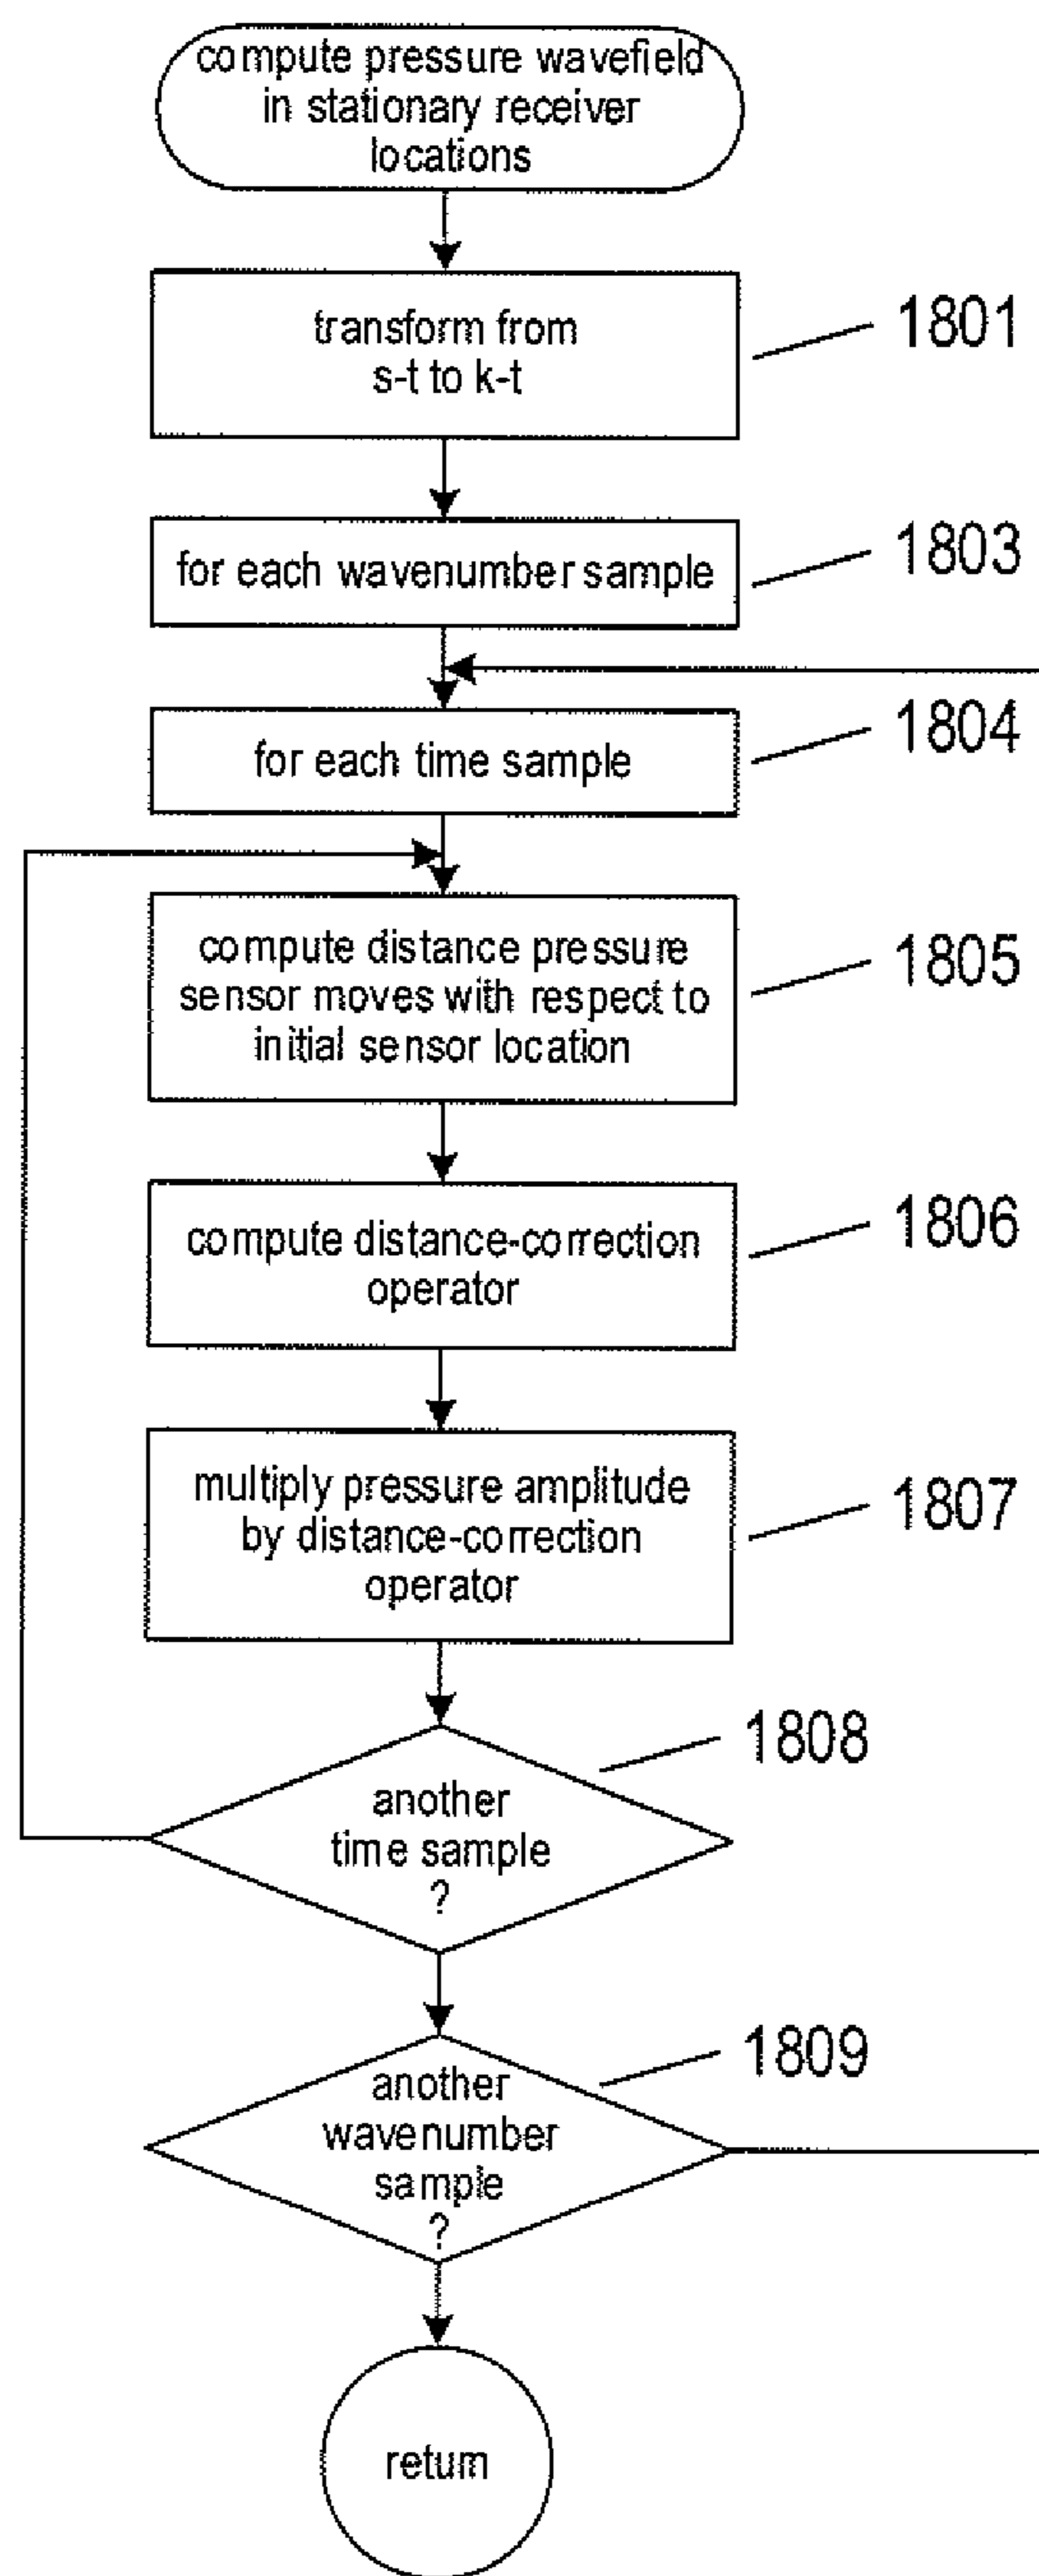 compute pressure wavefield
in stationary receiver
locations
transform from
s-t to k-t
1801
for each wavenumber sample
1803
for each time sample
1804
compute distance pressure
sensor moves with respect to
initial sensor location
1805
compute distance-correction
operator
1806
multiply pressure amplitude
by distance-correction
operator
1807
another
time sample
?
1808
another
wavenumber
sample
?
1809
return